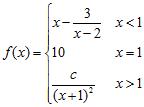 f(x) = { x - 3/(x - 2)   x < 1
10   x = 1
c/(x + 1)²   x > 1